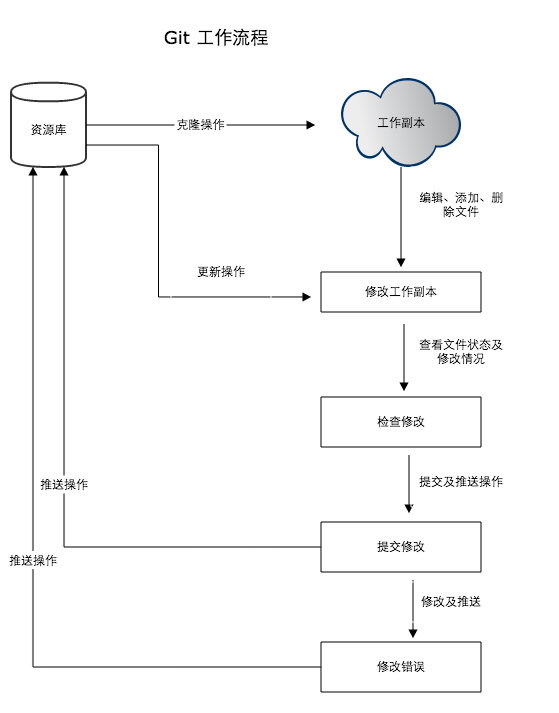 Git 工作流程
资源库
克隆操作
工作副本
编辑、添加、删
除文件
更新操作
修改工作副本
查看文件状态及
修改情况
检查修改
推送操作
提交及推送操作
提交修改
推送操作
修改及推送
修改错误